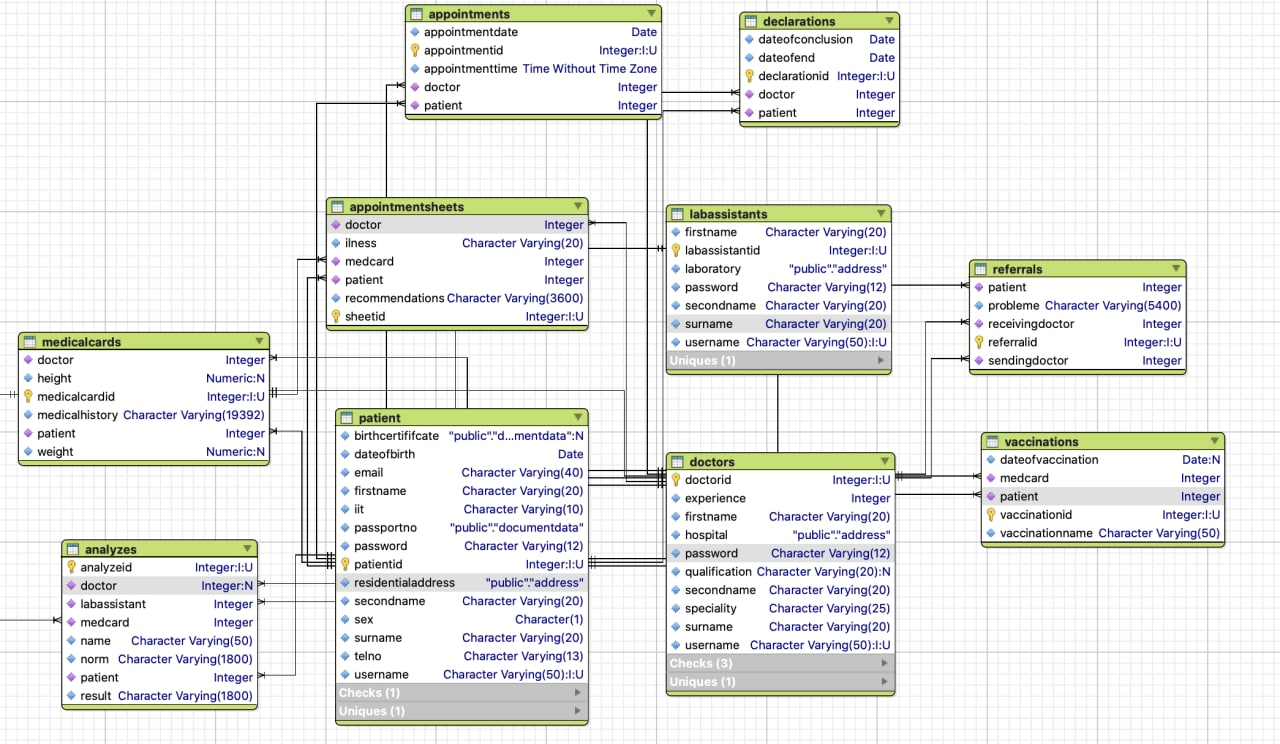 appointments
appointmentdate Date
appointmentid Integer:I:U
appointmenttime Time Without Time Zone
doctor Integer
patient Integer
declarations
dateofconclusion Date
dateofend Date
declarationid Integer:I:U
doctor Integer
patient Integer
appointmentsheets
doctor Integer
ilness Character Varying(20)
medcard Integer
patient Integer
recommendations Character Varying(3600)
sheetid Integer:I:U
labassistants
firstname Character Varying(20)
labassistantid Integer:I:U
laboratory "public"."address"
password Character Varying(12)
secondname Character Varying(20)
surname Character Varying(20)
username Character Varying(50):I:U
Uniques (1)
referrals
patient Integer
probleme Character Varying(5400)
receivingdoctor Integer
referralid Integer:I:U
sendingdoctor Integer
medicalcards
doctor Integer
height Numeric:N
medicalcardid Integer:I:U
medicalhistory Character Varying(19392)
patient Integer
weight Numeric:N
patient
birthcertififcate "public"."d...mentdata":N
dateofbirth Date
email Character Varying(40)
firstname Character Varying(20)
iit Character Varying(10)
passportno "public"."documentdata"
password Character Varying(12)
patientid Integer:I:U
residentialaddress "public"."address"
secondname Character Varying(20)
sex Character(1)
surname Character Varying(20)
telno Character Varying(13)
username Character Varying(50):I:U
Checks (1)
Uniques (1)
doctors
doctorid Integer:I:U
experience Integer
firstname Character Varying(20)
hospital "public"."address"
password Character Varying(12)
qualification Character Varying(20):N
secondname Character Varying(20)
speciality Character Varying(25)
surname Character Varying(20)
username Character Varying(50):I:U
Checks (3)
Uniques (1)
vaccinations
dateofvaccination Date:N
medcard Integer
patient Integer
vaccinationid Integer:I:U
vaccinationname Character Varying(50)
analyzes
analyzeid Integer:I:U
doctor Integer:N
labassistant Integer
medcard Integer
name Character Varying(50)
norm Character Varying(1800)
patient Integer
result Character Varying(1800)